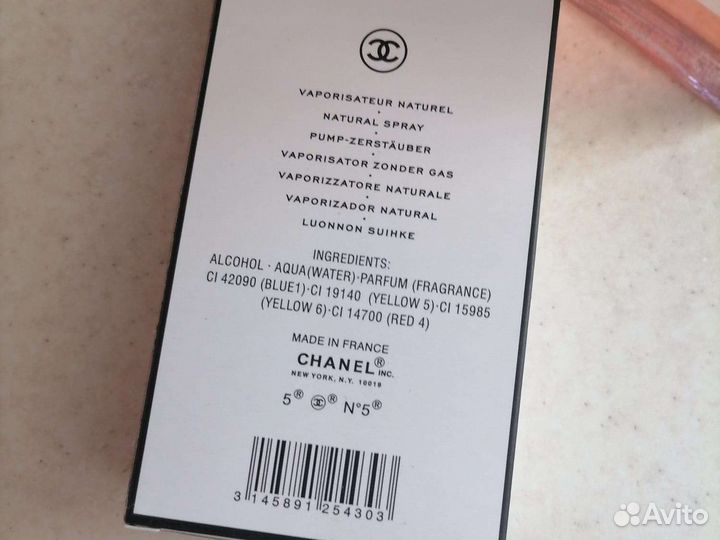 VAPORISATEUR NATUREL
·
NATURAL SPRAY
·
PUMP-ZERSTÄUBER
·
VAPORISATOR ZONDER GAS
·
VAPORIZZATORE NATURALE
·
VAPORIZADOR NATURAL
·
LUONNON SUIHKE
INGREDIENTS:
ALCOHOL · AQUA(WATER)·PARFUM (FRAGRANCE)
CI 42090 (BLUE1)·CI 19140 (YELLOW 5)·CI 15985
(YELLOW 6)·CI 14700 (RED 4)
MADE IN FRANCE
CHANEL® INC.
NEW YORK, N.Y. 10019
5® ® N°5®
3 145891 254303
Avito